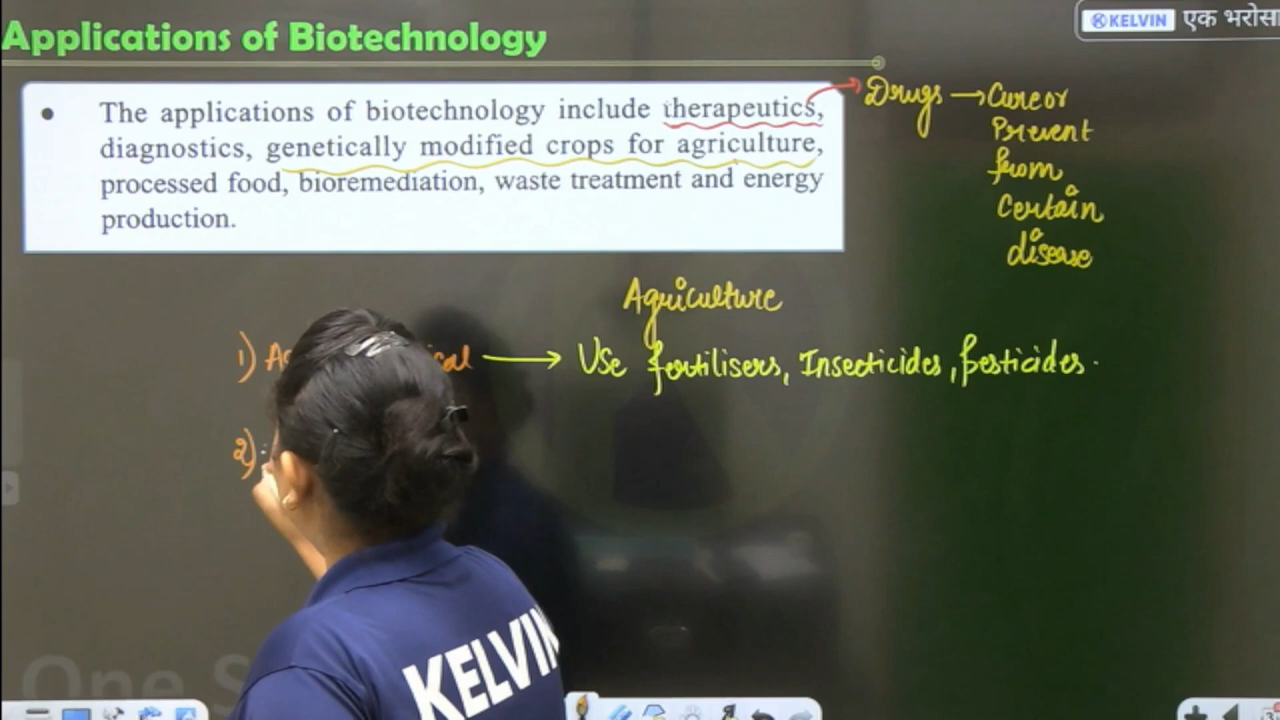 Applications of Biotechnology
KELVIN एक भरोसा
• The applications of biotechnology include therapeutics,
diagnostics, genetically modified crops for agriculture,
processed food, bioremediation, waste treatment and energy
production.
Drugs → Cure or
Prevent
from
Certain
disease
Agriculture
1) → Use fertilisers, Insecticides, pesticides.
2)
KELVIN
One S